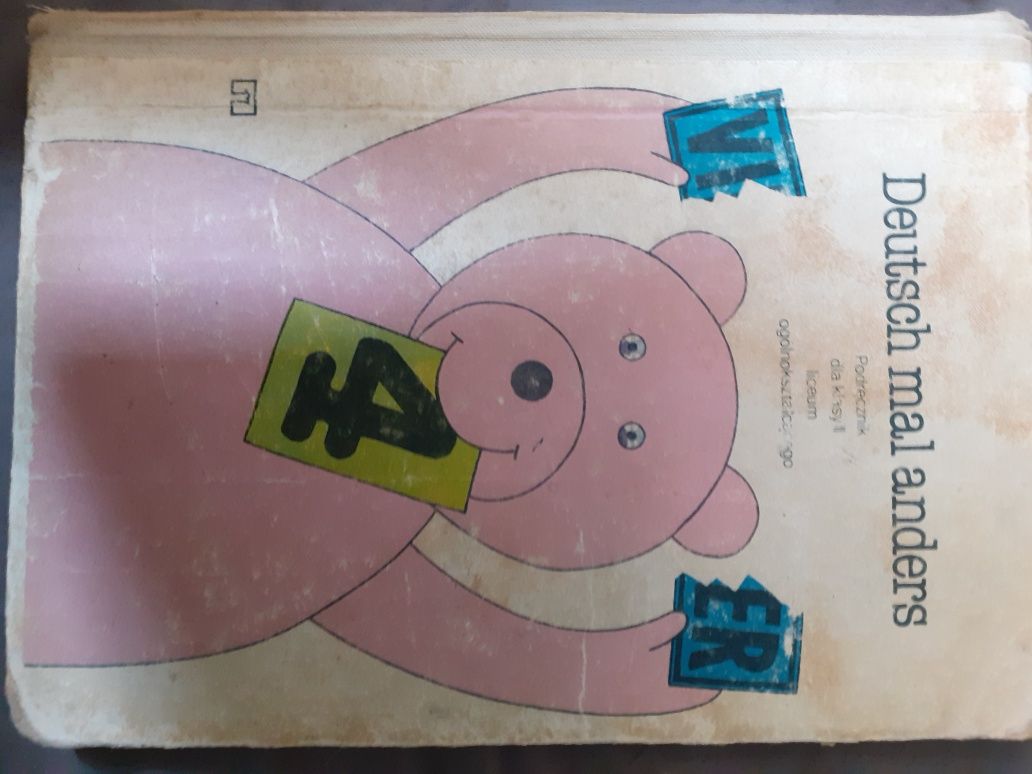 Deutsch mal anders
Podręcznik
dla klasy II
liceum
ogólnokształcącego
VI
ER
4